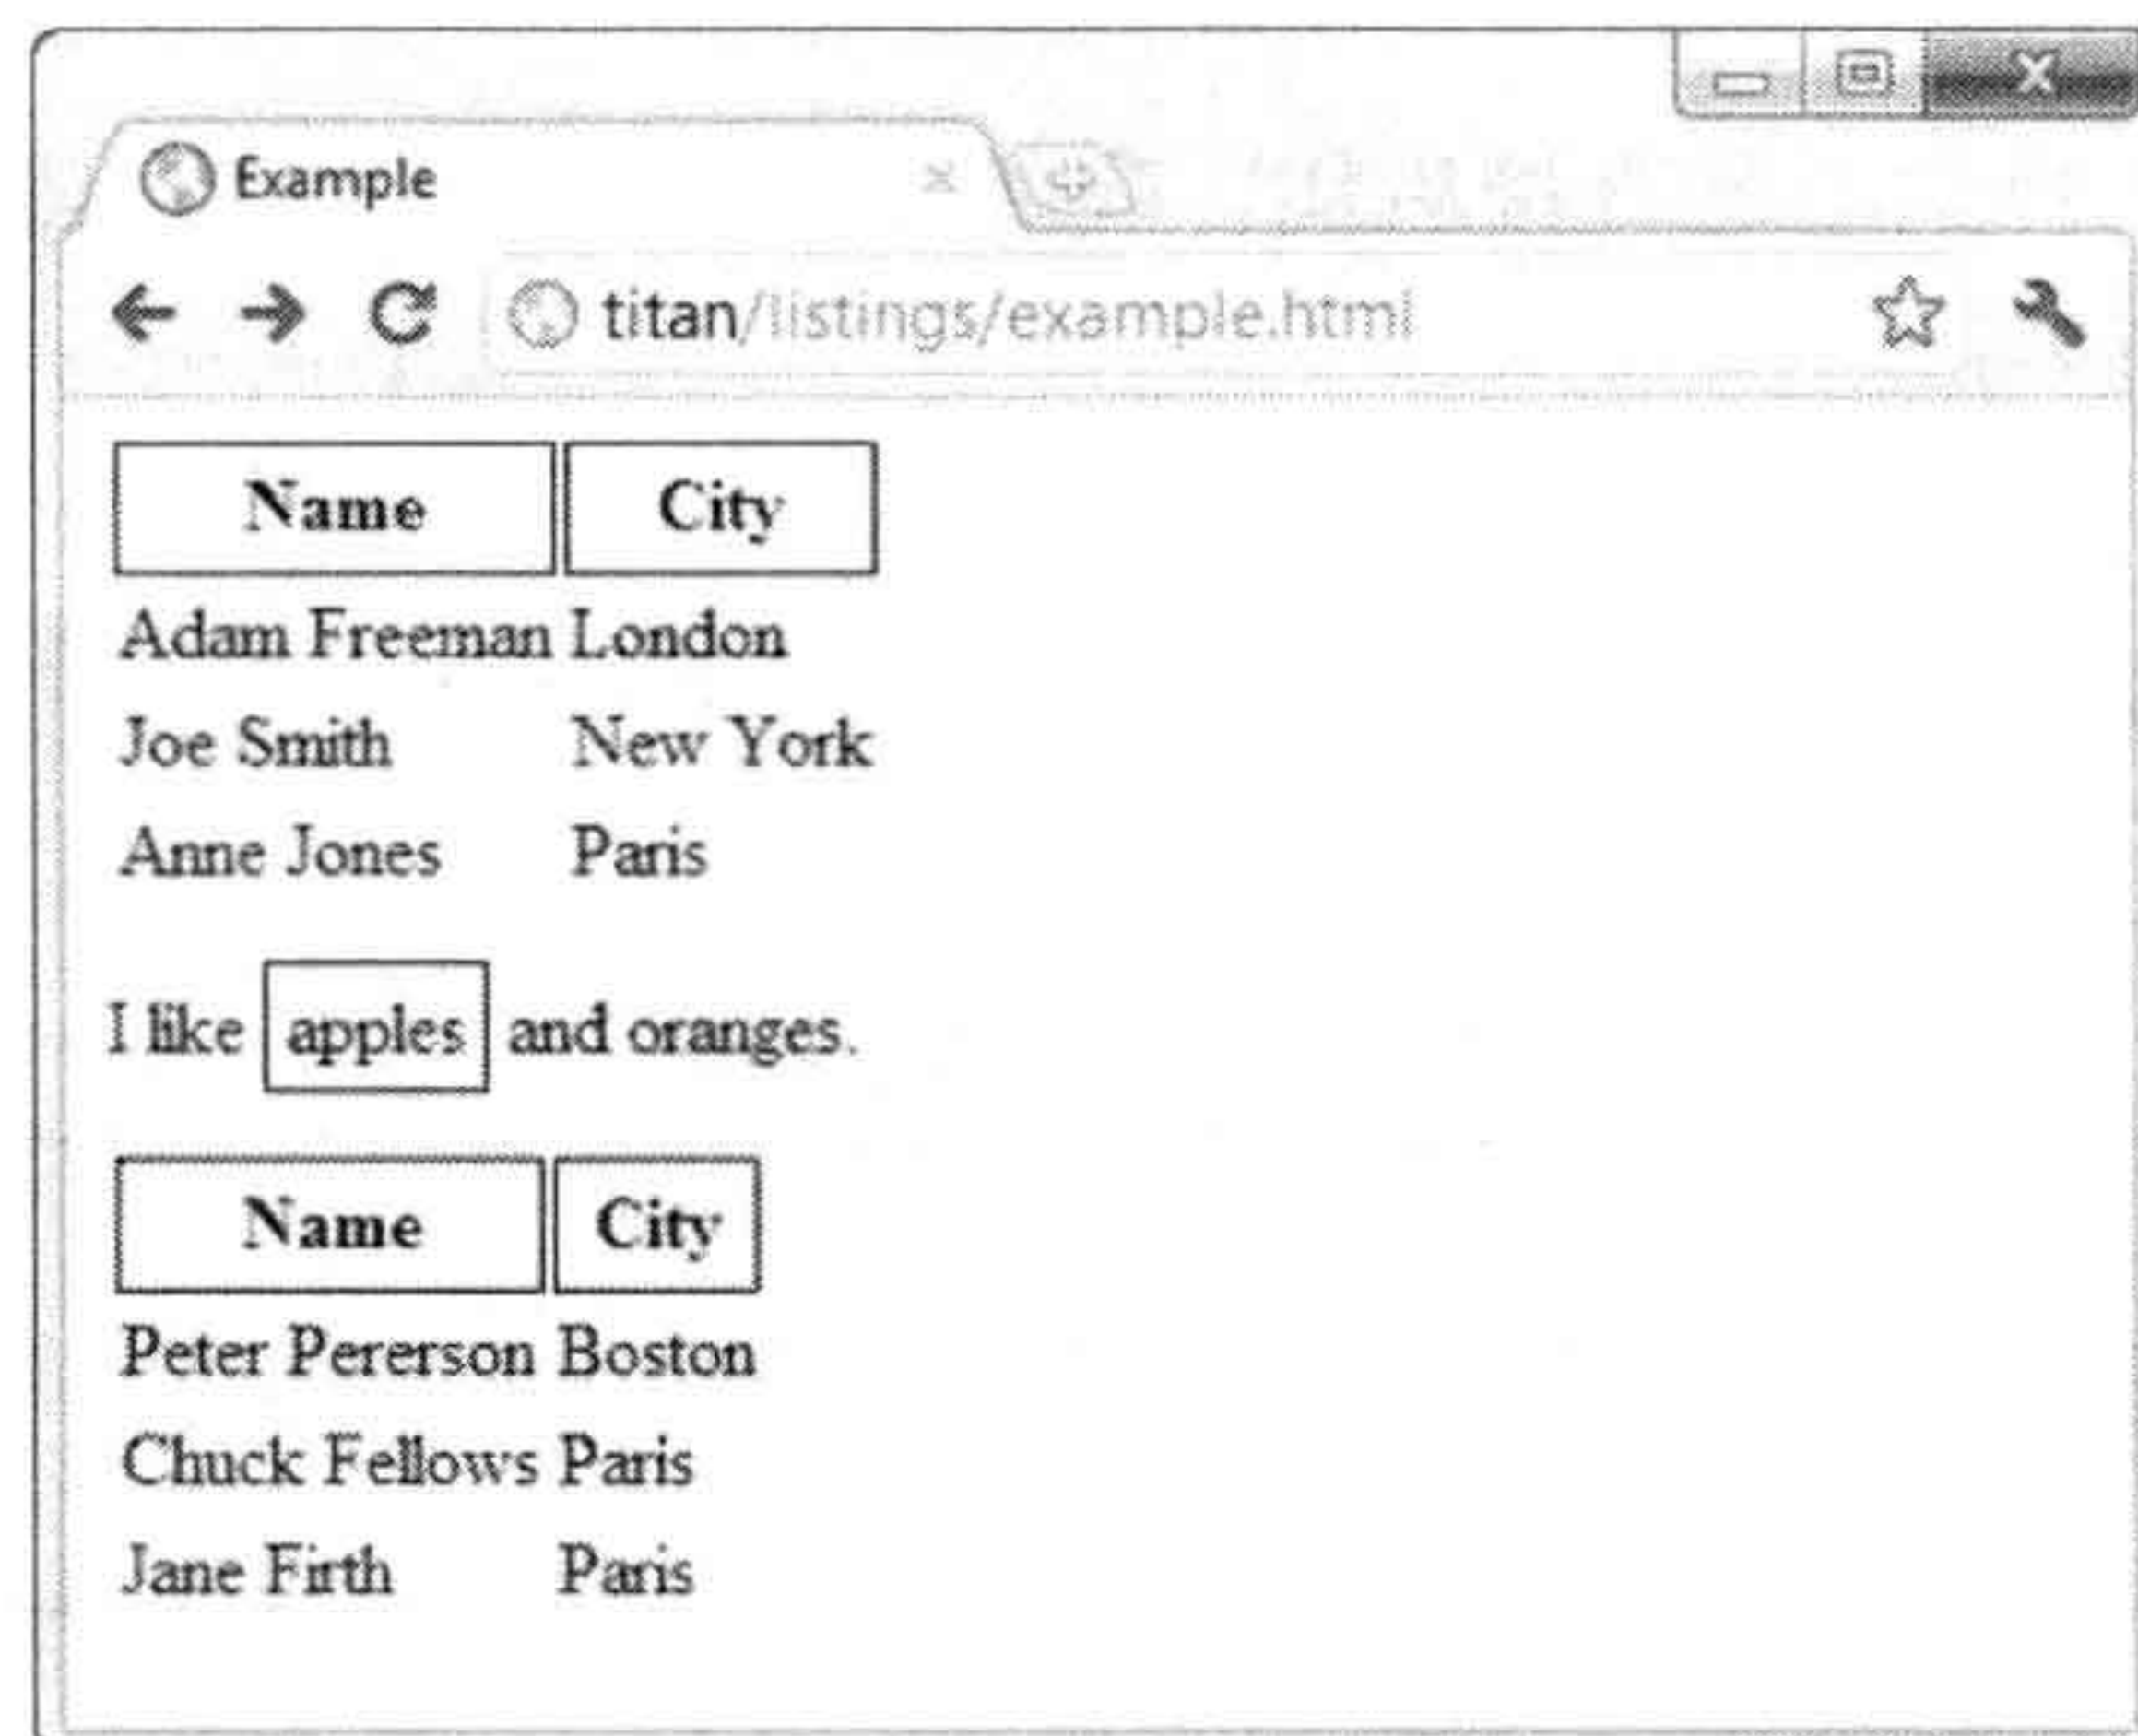 Example
titan/listings/example.html
Name City
Adam Freeman London
Joe Smith New York
Anne Jones Paris
I like apples and oranges.
Name City
Peter Pererson Boston
Chuck Fellows Paris
Jane Firth Paris